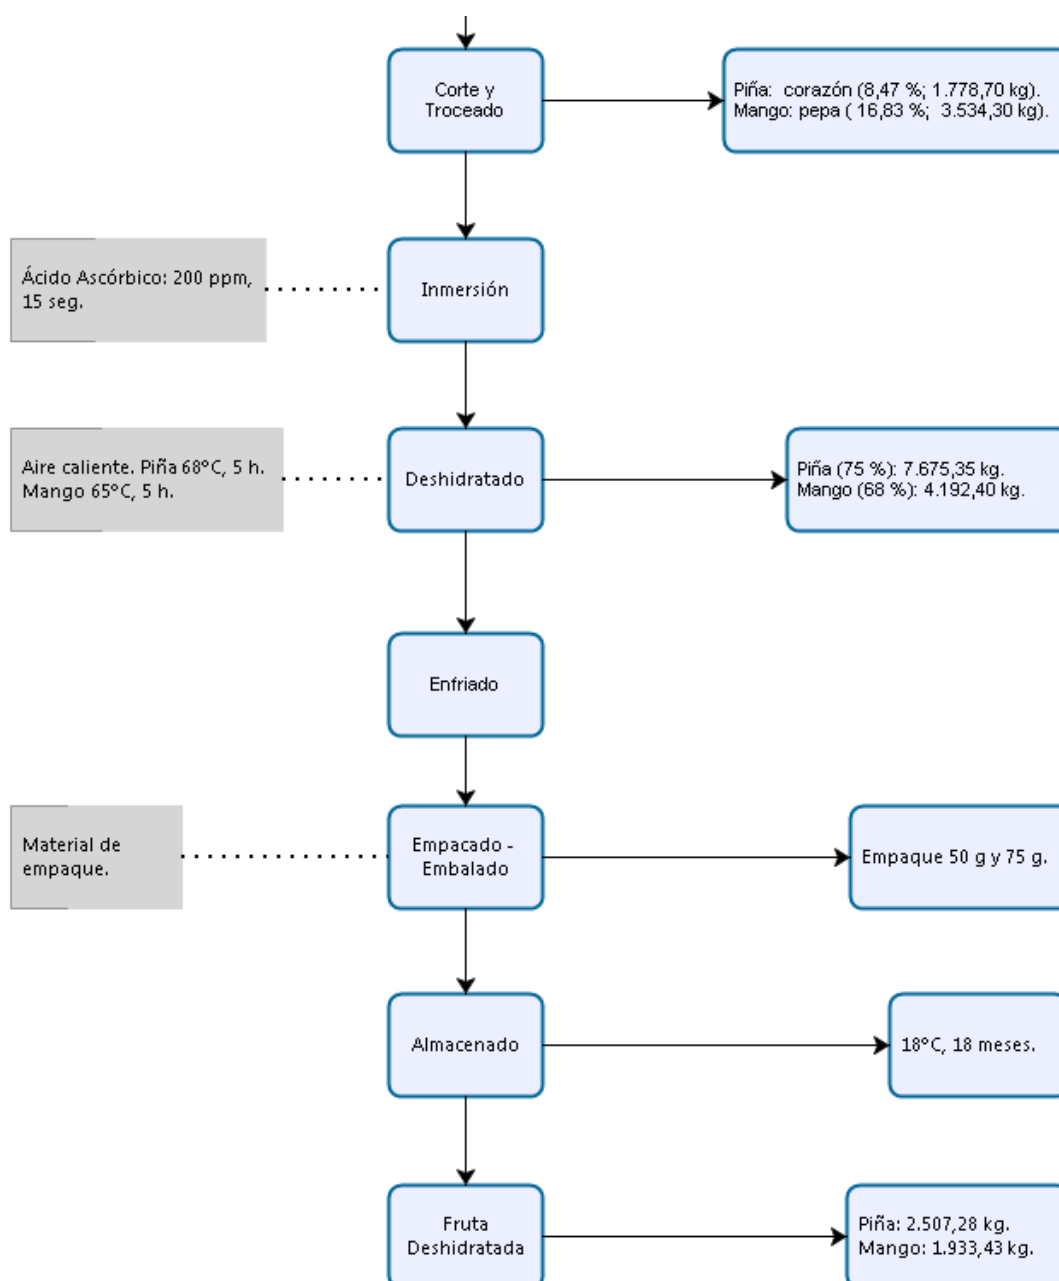 Corte y
Troceado
Piña:  corazón (8,47 %; 1.778,70 kg).
Mango: pepa ( 16,83 %;  3.534,30 kg).
Ácido Ascórbico: 200 ppm,
15 seg.
Inmersión
Aire caliente. Piña 68°C, 5 h.
Mango 65°C, 5 h.
Deshidratado
Piña (75 %): 7.675,35 kg.
Mango (68 %): 4.192,40 kg.
Enfriado
Material de
empaque.
Empacado -
Embalado
Empaque 50 g y 75 g.
Almacenado
18°C, 18 meses.
Fruta
Deshidratada
Piña: 2.507,28 kg.
Mango: 1.933,43 kg.